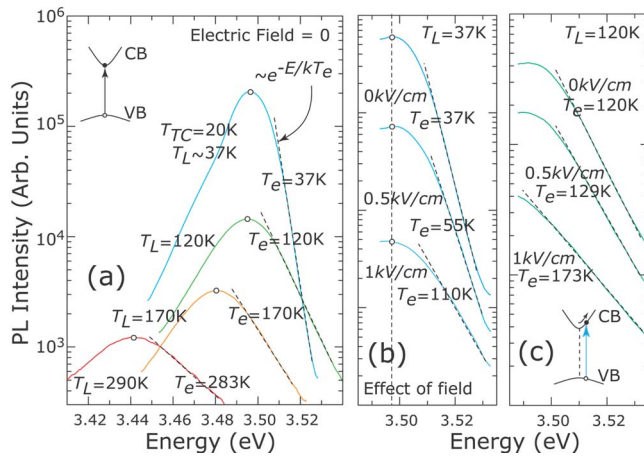 Electric Field = 0
CB
VB
~e^-E/kT_e
T_TC=20K
T_L~37K
T_e=37K
T_L=120K
T_e=120K
(a)
T_L=170K
T_e=170K
T_L=290K
T_e=283K
PL Intensity (Arb. Units)
10^6
10^5
10^4
10^3
3.42 3.44 3.46 3.48 3.50 3.52
Energy (eV)
T_L=37K
0kV/cm
T_e=37K
0.5kV/cm
T_e=55K
1kV/cm
T_e=110K
(b)
Effect of field
3.50 3.52
Energy (eV)
T_L=120K
0kV/cm
T_e=120K
0.5kV/cm
T_e=129K
1kV/cm
T_e=173K
CB
VB
(c)
3.50 3.52
Energy (eV)